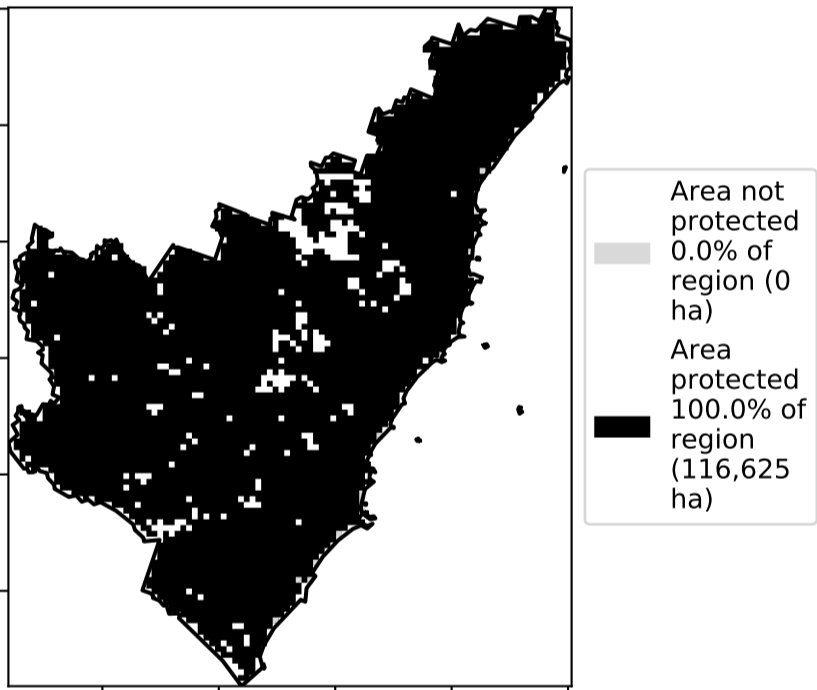 Area not
protected
0.0% of
region (0
ha)
Area
protected
100.0% of
region
(116,625
ha)